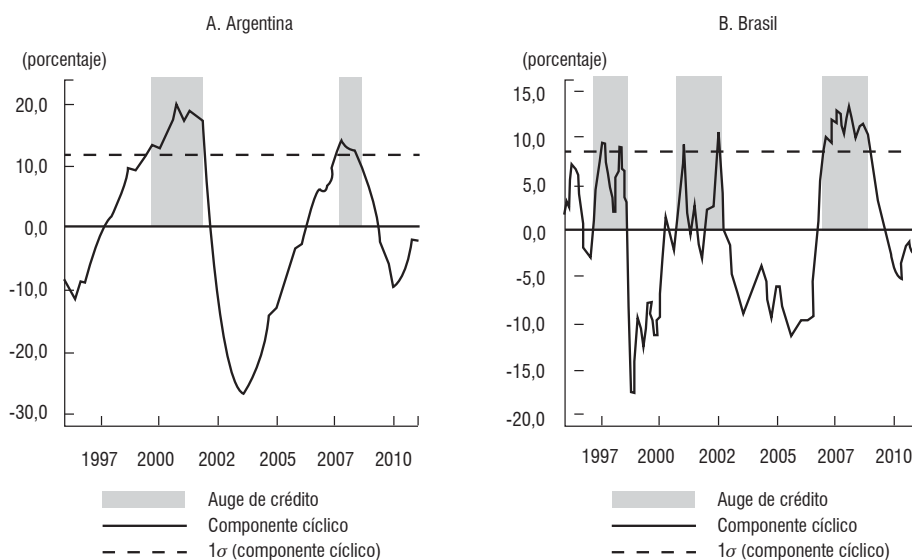 A. Argentina
(porcentaje)
20,0
10,0
0,0
-10,0
-20,0
-30,0
1997 2000 2002 2005 2007 2010
Auge de crédito
Componente cíclico
1σ (componente cíclico)
B. Brasil
(porcentaje)
15,0
10,0
5,0
0,0
-5,0
-10,0
-15,0
-20,0
1997 2000 2002 2005 2007 2010
Auge de crédito
Componente cíclico
1σ (componente cíclico)